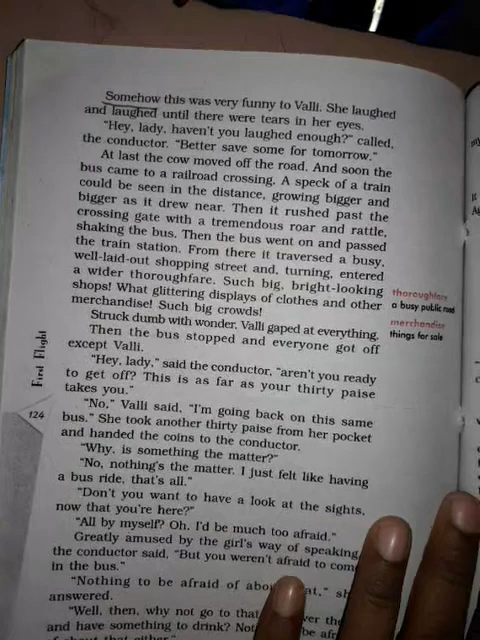 Somehow this was very funny to Valli. She laughed
and laughed until there were tears in her eyes.
"Hey, lady, haven't you laughed enough?" called,
the conductor. "Better save some for tomorrow."
At last the cow moved off the road. And soon the
bus came to a railroad crossing. A speck of a train
could be seen in the distance, growing bigger and
bigger as it drew near. Then it rushed past the
crossing gate with a tremendous roar and rattle,
shaking the bus. Then the bus went on and passed
the train station. From there it traversed a busy,
well-laid-out shopping street and, turning, entered
a wider thoroughfare. Such big, bright-looking
shops! What glittering displays of clothes and other
merchandise! Such big crowds!
thoroughfare
a busy public road
merchandise
things for sale
Struck dumb with wonder, Valli gaped at everything.
Then the bus stopped and everyone got off
except Valli.
"Hey, lady," said the conductor, "aren't you ready
to get off? This is as far as your thirty paise
takes you."
"No," Valli said, "I'm going back on this same
bus." She took another thirty paise from her pocket
and handed the coins to the conductor.
"Why, is something the matter?"
"No, nothing's the matter. I just felt like having
a bus ride, that's all."
"Don't you want to have a look at the sights,
now that you're here?"
"All by myself? Oh, I'd be much too afraid."
Greatly amused by the girl's way of speaking,
the conductor said, "But you weren't afraid to come
in the bus."
"Nothing to be afraid of about
answered.
"Well, then, why not go to that
and have something to drink?
First Flight
124